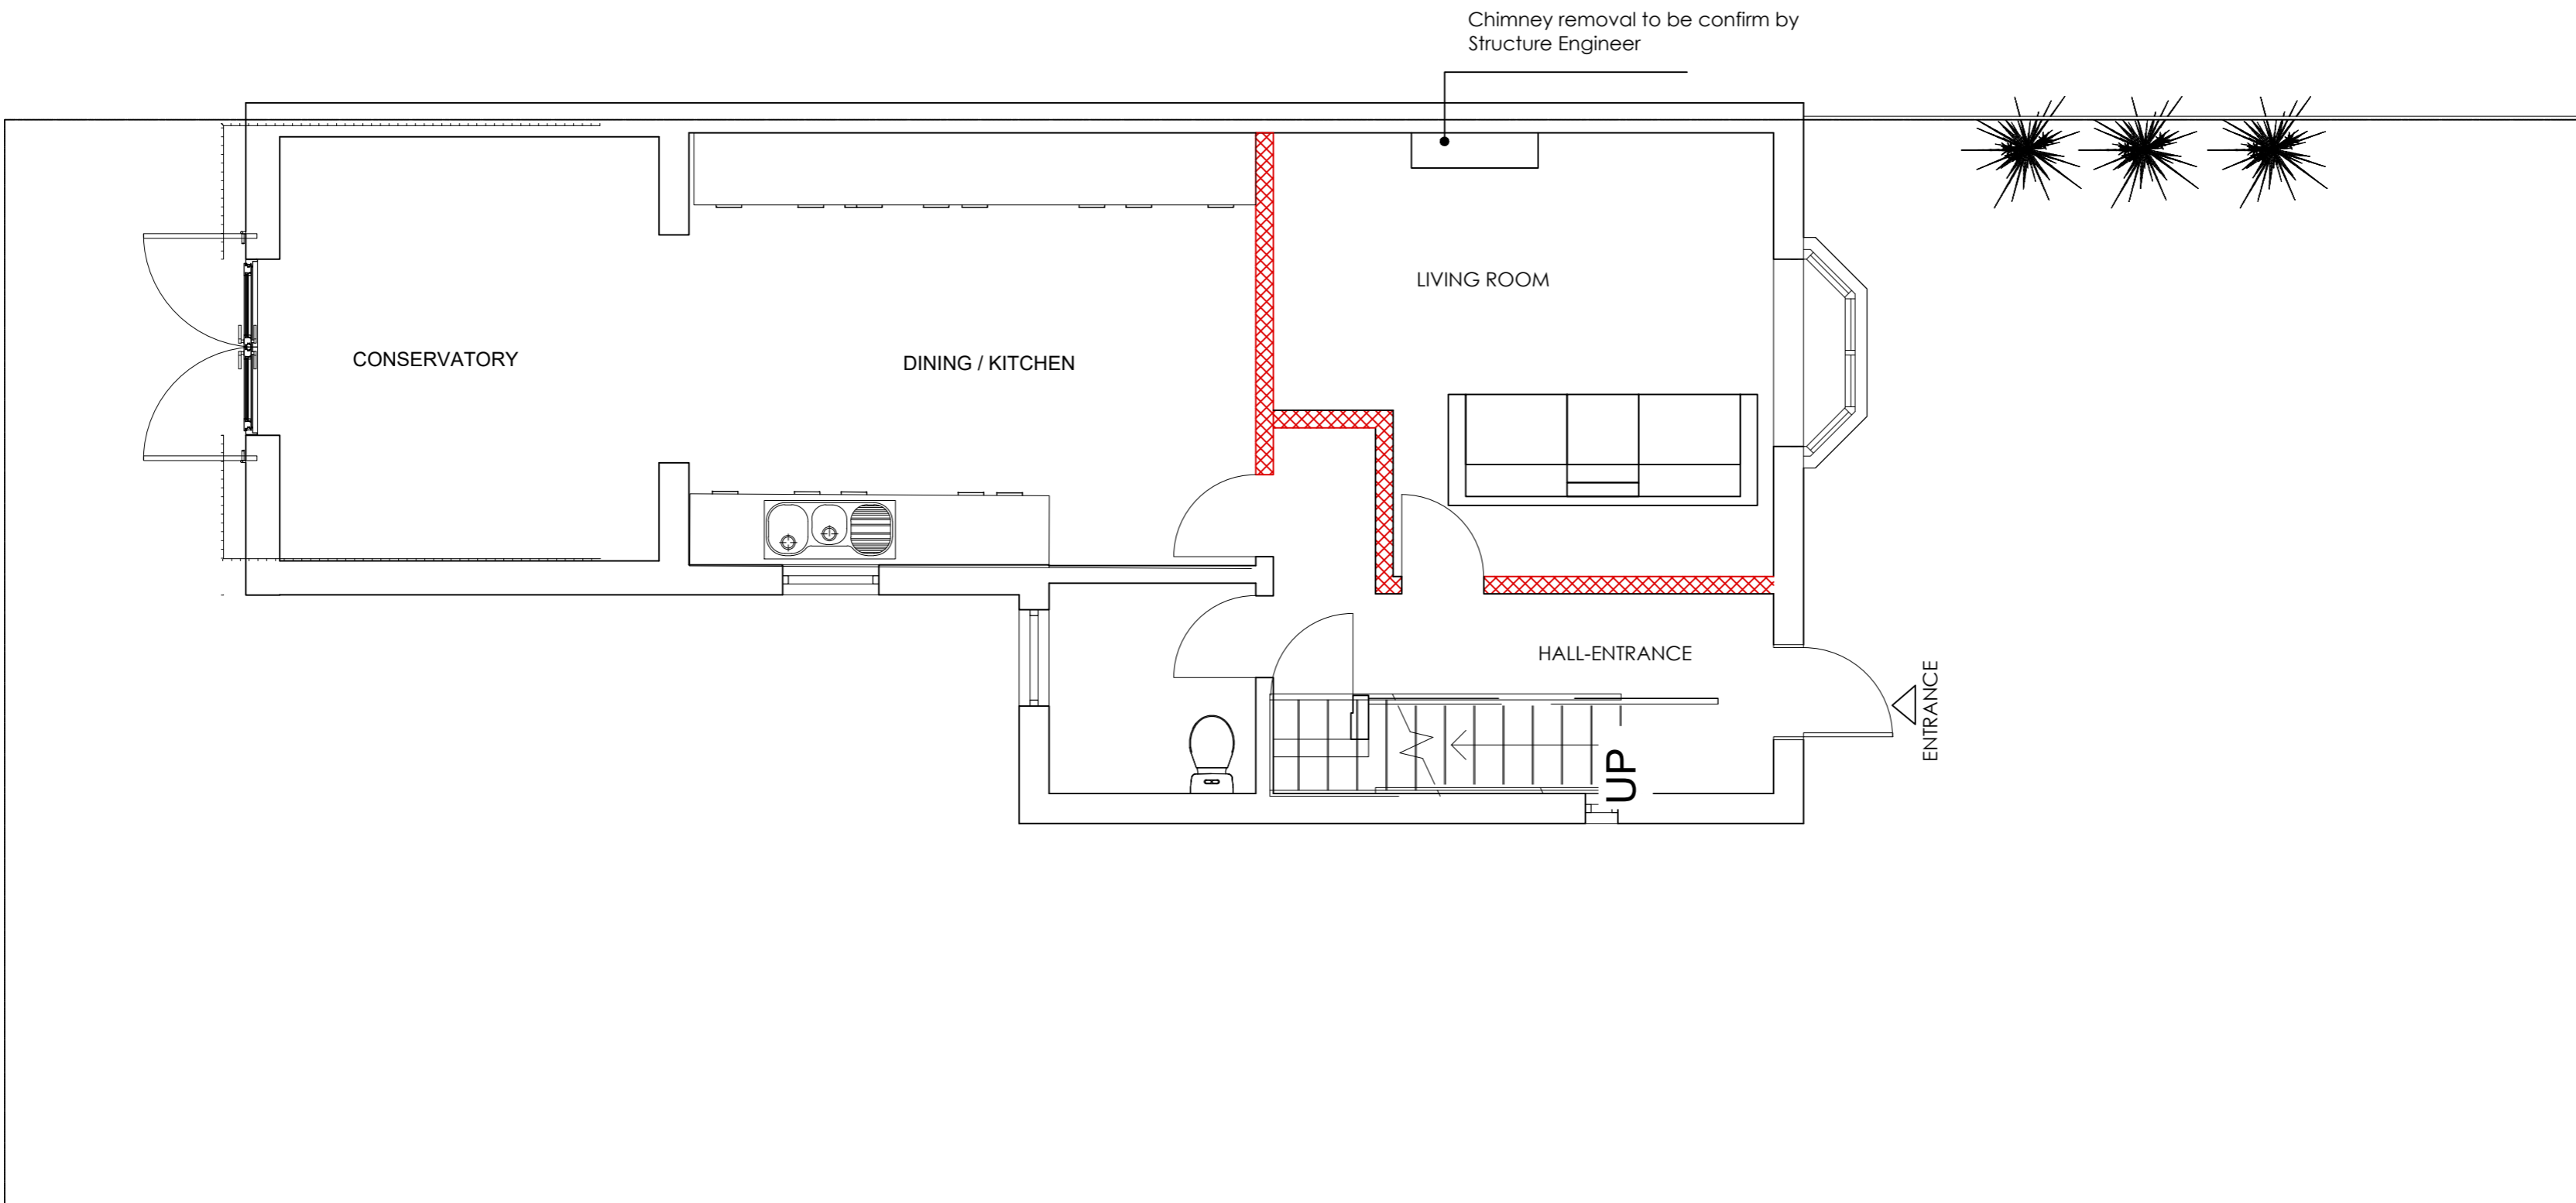 Chimney removal to be confirm by
Structure Engineer
LIVING ROOM
CONSERVATORY
DINING / KITCHEN
HALL-ENTRANCE
ENTRANCE
UP